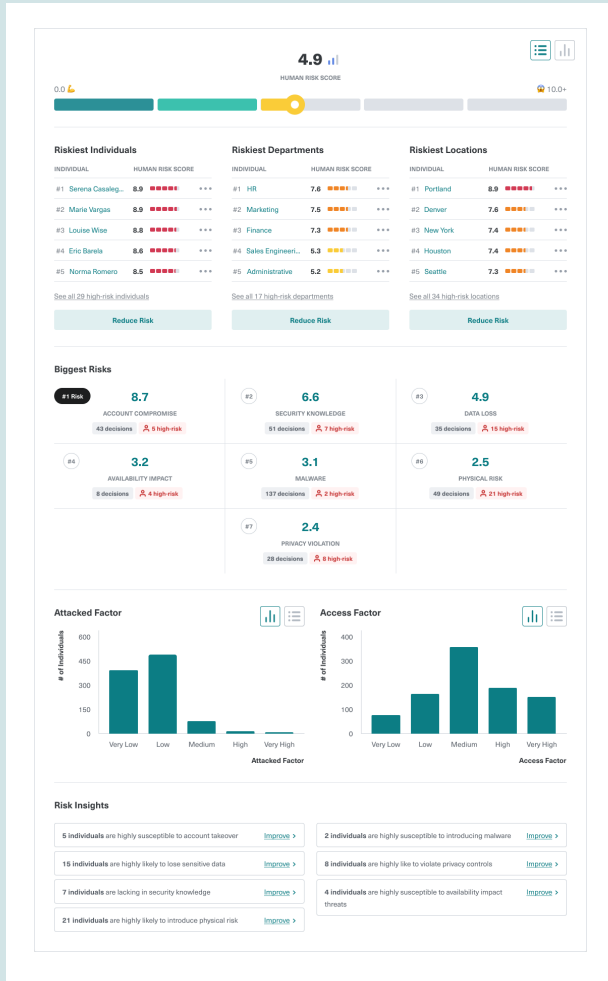 4.9
HUMAN RISK SCORE
0.0 💪
😱 10.0+
Riskiest Individuals
INDIVIDUAL HUMAN RISK SCORE
#1 Serena Casaleg... 8.9
#2 Marie Vargas 8.9
#3 Louise Wise 8.8
#4 Eric Barela 8.6
#5 Norma Romero 8.5
See all 29 high-risk individuals
Reduce Risk
Riskiest Departments
INDIVIDUAL HUMAN RISK SCORE
#1 HR 7.6
#2 Marketing 7.5
#3 Finance 7.3
#4 Sales Engineeri... 5.3
#5 Administrative 5.2
See all 17 high-risk departments
Reduce Risk
Riskiest Locations
INDIVIDUAL HUMAN RISK SCORE
#1 Portland 8.9
#2 Denver 7.6
#3 New York 7.4
#4 Houston 7.4
#5 Seattle 7.3
See all 34 high-risk locations
Reduce Risk
Biggest Risks
#1 Risk 8.7
ACCOUNT COMPROMISE
43 decisions 5 high-risk
#2 6.6
SECURITY KNOWLEDGE
51 decisions 7 high-risk
#3 4.9
DATA LOSS
35 decisions 15 high-risk
#4 3.2
AVAILABILITY IMPACT
8 decisions 4 high-risk
#5 3.1
MALWARE
137 decisions 2 high-risk
#6 2.5
PHYSICAL RISK
49 decisions 21 high-risk
#7 2.4
PRIVACY VIOLATION
28 decisions 8 high-risk
Attacked Factor
# of Individuals
600
450
300
150
0
Very Low Low Medium High Very High
Attacked Factor
Access Factor
# of Individuals
400
300
200
100
0
Very Low Low Medium High Very High
Access Factor
Risk Insights
5 individuals are highly susceptible to account takeover Improve >
15 individuals are highly likely to lose sensitive data Improve >
7 individuals are lacking in security knowledge Improve >
21 individuals are highly likely to introduce physical risk Improve >
2 individuals are highly susceptible to introducing malware Improve >
8 individuals are highly like to violate privacy controls Improve >
4 individuals are highly susceptible to availability impact Improve >
threats